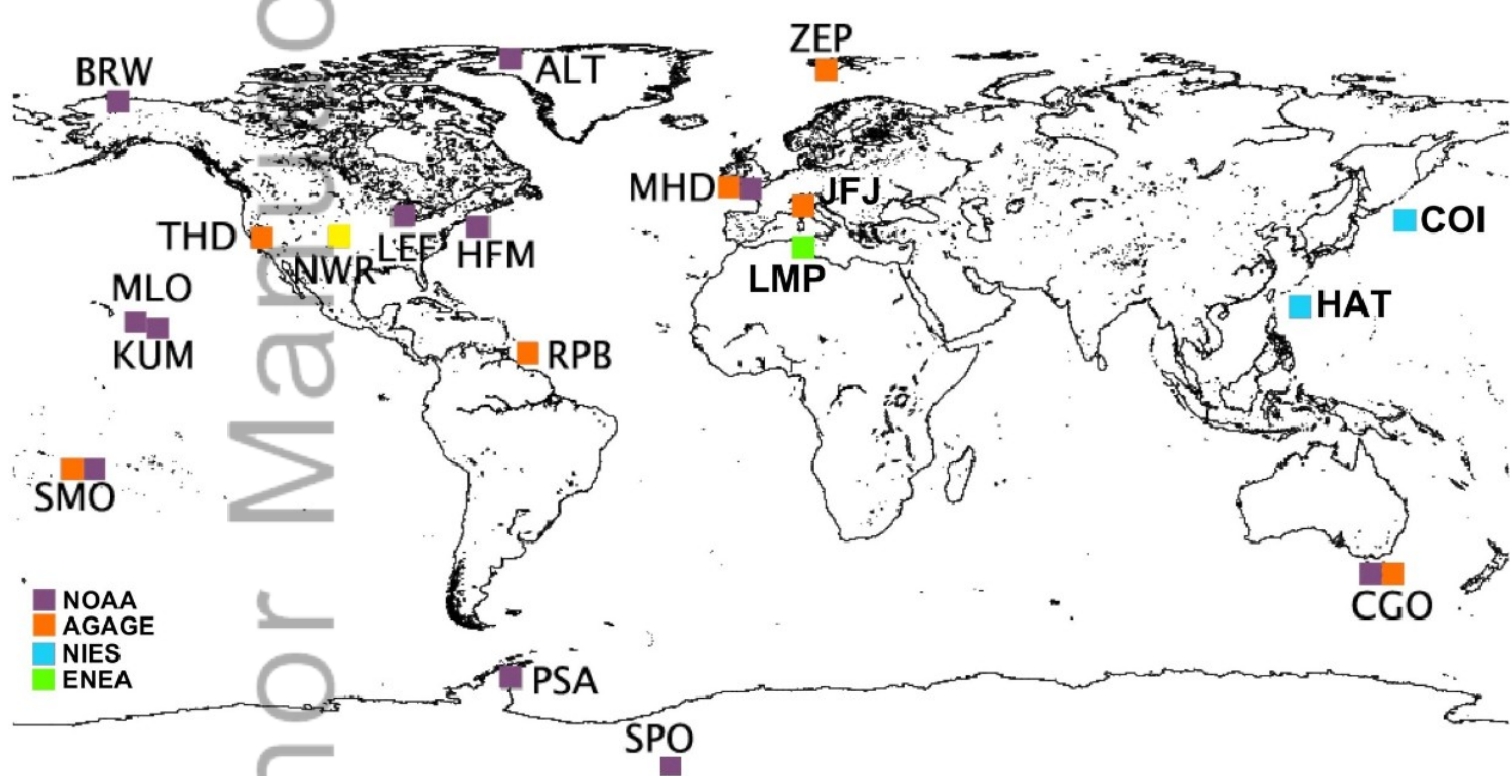 ZEP
BRW
ALT
MHD
JFJ
THD
LEF
HFM
NWR
COI
LMP
MLO
HAT
KUM
RPB
SMO
NOAA
AGAGE
NIES
ENEA
CGO
PSA
SPO